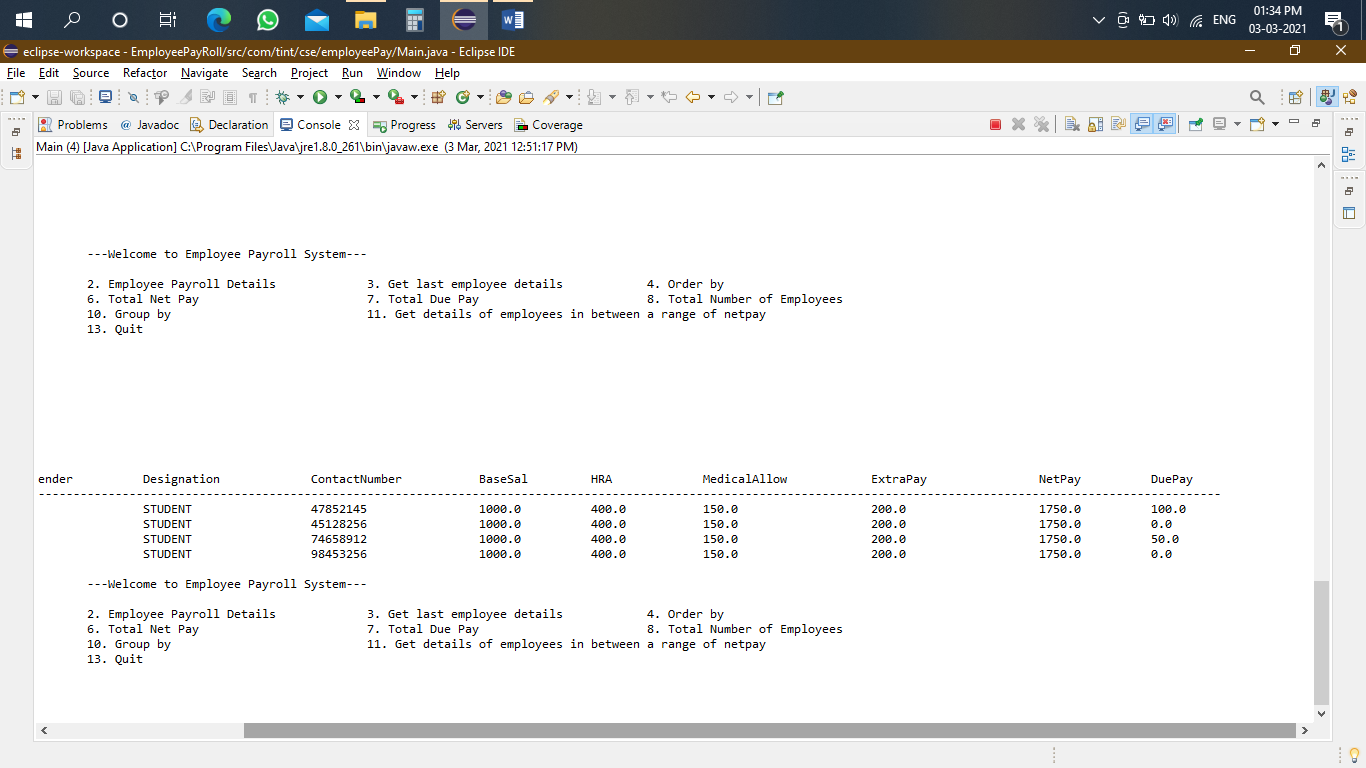 01:34 PM
ENG
03-03-2021
1
eclipse-workspace - EmployeePayRoll/src/com/tint/cse/employeePay/Main.java - Eclipse IDE
File Edit Source Refactor Navigate Search Project Run Window Help
Problems @ Javadoc Declaration Console Progress Servers Coverage
Main (4) [Java Application] C:\Program Files\Java\jre1.8.0_261\bin\javaw.exe (3 Mar, 2021 12:51:17 PM)
---Welcome to Employee Payroll System---
2. Employee Payroll Details 3. Get last employee details 4. Order by
6. Total Net Pay 7. Total Due Pay 8. Total Number of Employees
10. Group by 11. Get details of employees in between a range of netpay
13. Quit
ender Designation ContactNumber BaseSal HRA MedicalAllow ExtraPay NetPay DuePay
STUDENT 47852145 1000.0 400.0 150.0 200.0 1750.0 100.0
STUDENT 45128256 1000.0 400.0 150.0 200.0 1750.0 0.0
STUDENT 74658912 1000.0 400.0 150.0 200.0 1750.0 50.0
STUDENT 98453256 1000.0 400.0 150.0 200.0 1750.0 0.0
---Welcome to Employee Payroll System---
2. Employee Payroll Details 3. Get last employee details 4. Order by
6. Total Net Pay 7. Total Due Pay 8. Total Number of Employees
10. Group by 11. Get details of employees in between a range of netpay
13. Quit